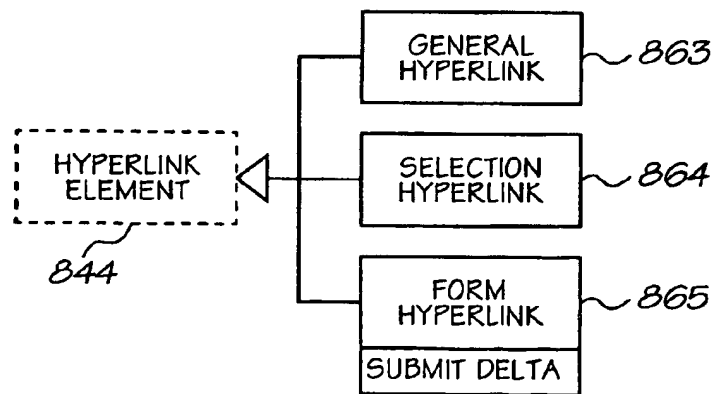 GENERAL
HYPERLINK
863
HYPERLINK
ELEMENT
844
SELECTION
HYPERLINK
864
FORM
HYPERLINK
865
SUBMIT DELTA